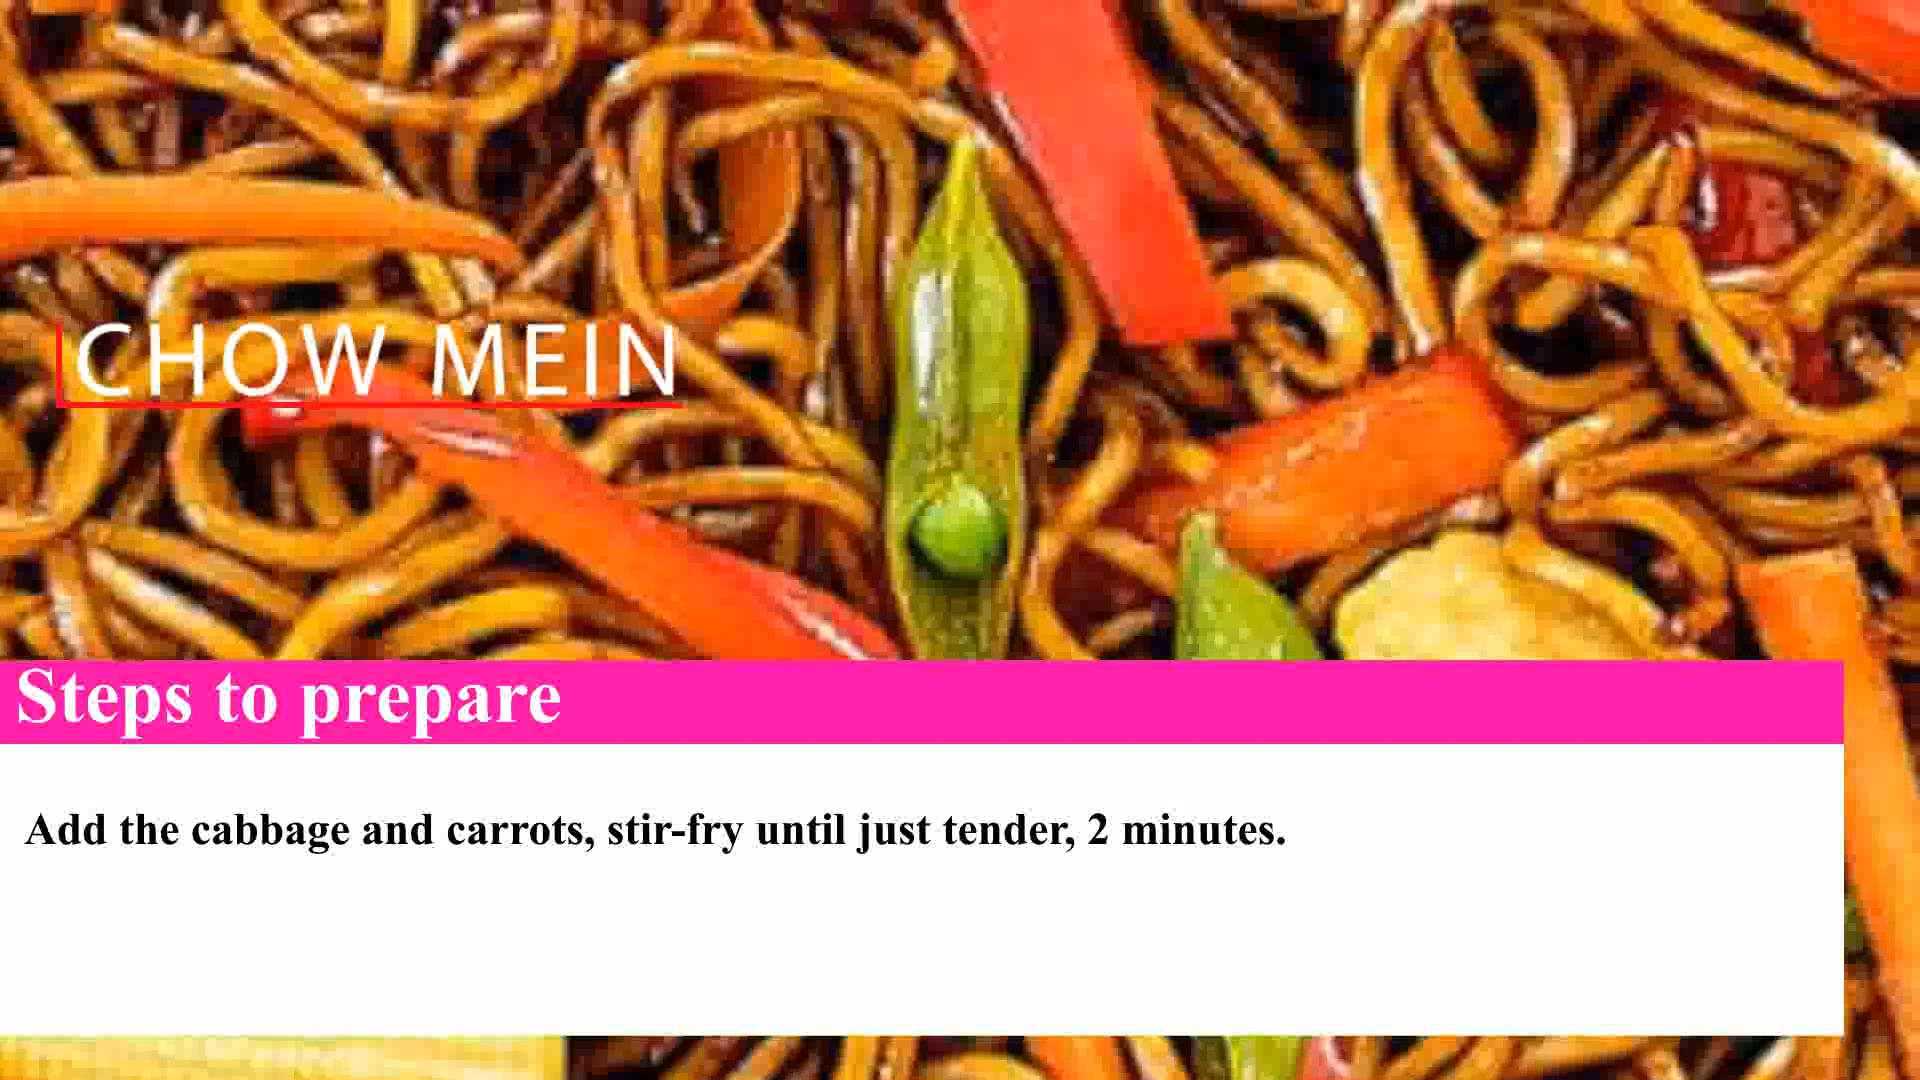 CHOW MEIN
Steps to prepare
Add the cabbage and carrots, stir-fry until just tender, 2 minutes.